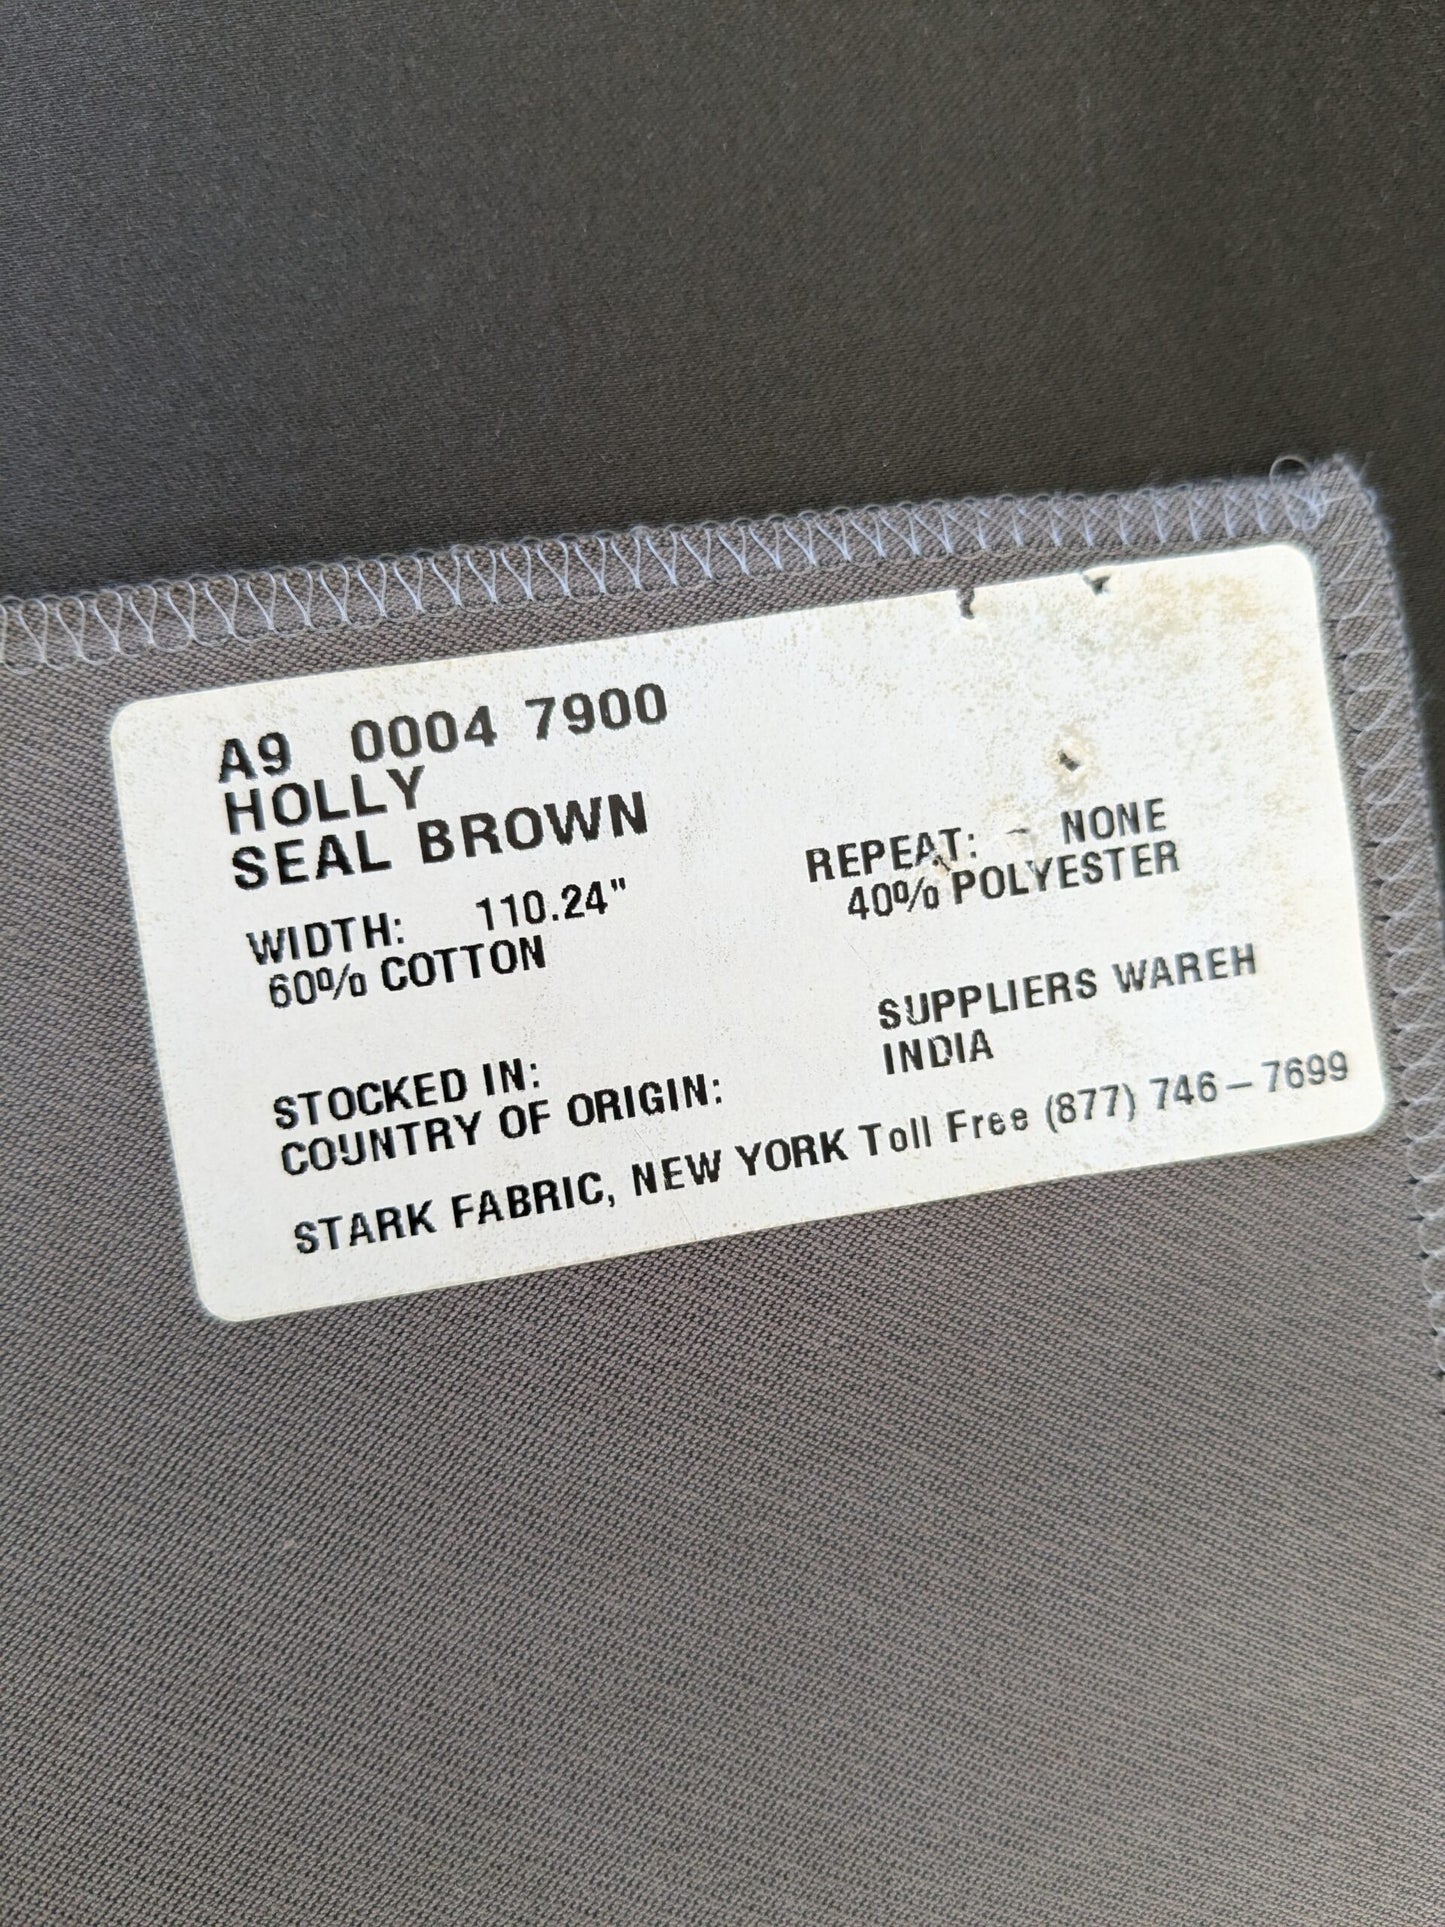 A9 0004 7900
HOLLY
SEAL BROWN
WIDTH: 110.24" REPEAT: - NONE
60% COTTON 40% POLYESTER
STOCKED IN: SUPPLIERS WAREH
COUNTRY OF ORIGIN: INDIA
STARK FABRIC, NEW YORK Toll Free (877) 746-7699